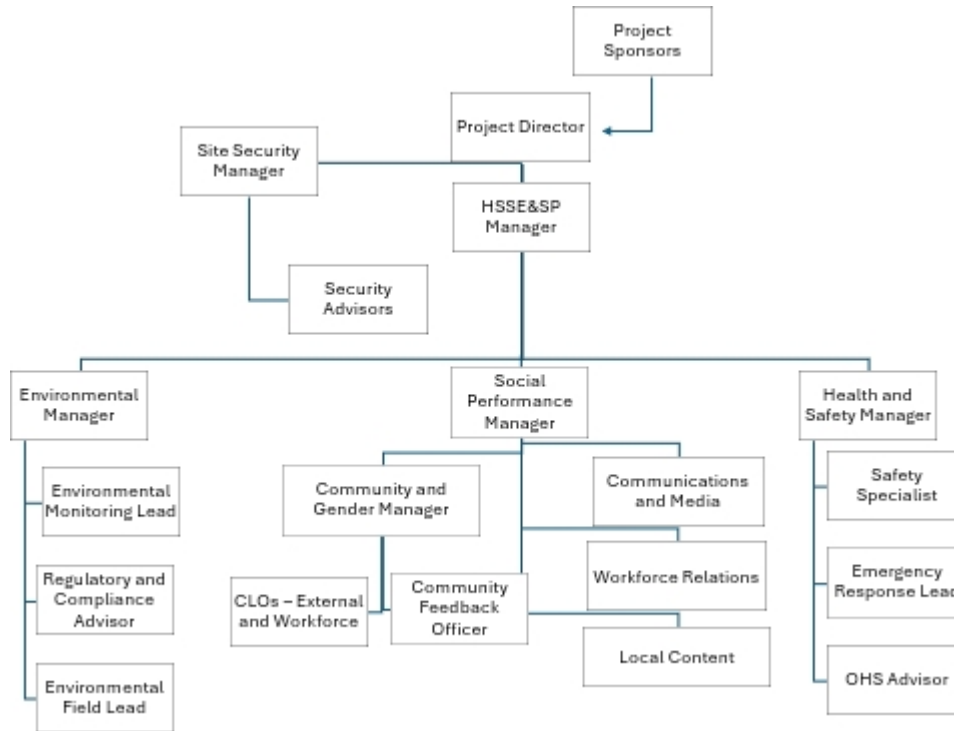 Project
Sponsors
Project Director
Site Security
Manager
HSSE&SP
Manager
Security
Advisors
Environmental
Manager
Social
Performance
Manager
Health and
Safety Manager
Environmental
Monitoring Lead
Regulatory and
Compliance
Advisor
Environmental
Field Lead
Community and
Gender Manager
CLOs – External
and Workforce
Community
Feedback
Officer
Communications
and Media
Workforce Relations
Local Content
Safety
Specialist
Emergency
Response Lead
OHS Advisor